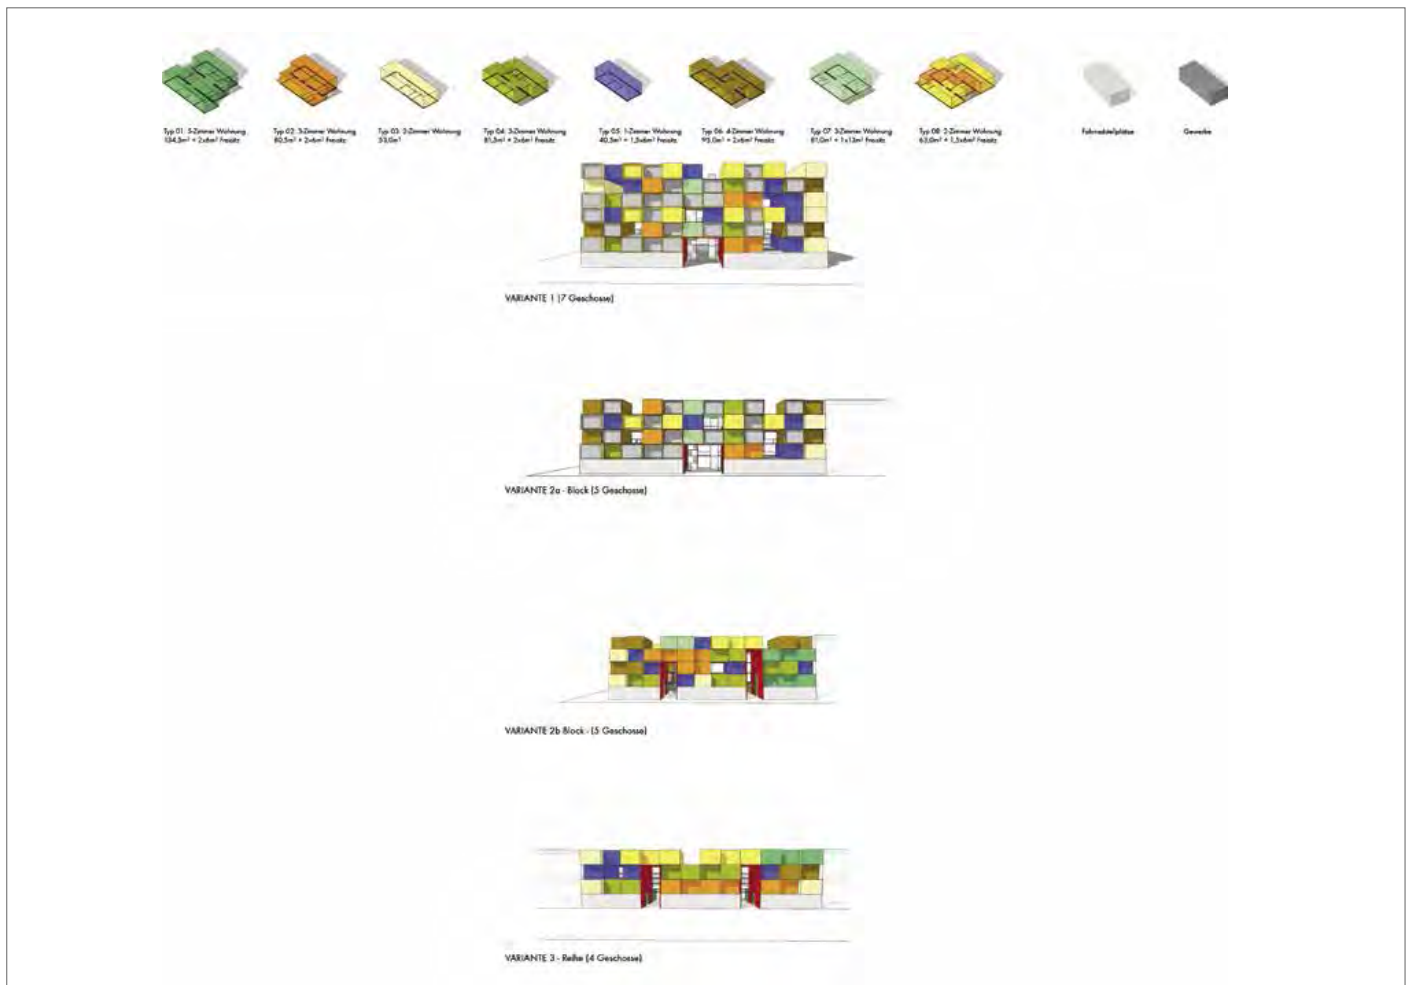 Typ 01: 5-Zimmer Wohnung
134,5m² + 2x6m² Freisitz
Typ 02: 3-Zimmer Wohnung
80,5m² + 2x6m² Freisitz
Typ 03: 2-Zimmer Wohnung
53,0m²
Typ 04: 3-Zimmer Wohnung
81,5m² + 2x6m² Freisitz
Typ 05: 1-Zimmer Wohnung
40,5m² + 1,5x6m² Freisitz
Typ 06: 4-Zimmer Wohnung
95,0m² + 2x6m² Freisitz
Typ 07: 3-Zimmer Wohnung
81,0m² + 1x12m² Freisitz
Typ 08: 2-Zimmer Wohnung
63,0m² + 1,5x6m² Freisitz
Fahrradstellplätze
Gewerbe
VARIANTE 1 (7 Geschosse)
VARIANTE 2a - Block (5 Geschosse)
VARIANTE 2b Block - (5 Geschosse)
VARIANTE 3 - Reihe (4 Geschosse)